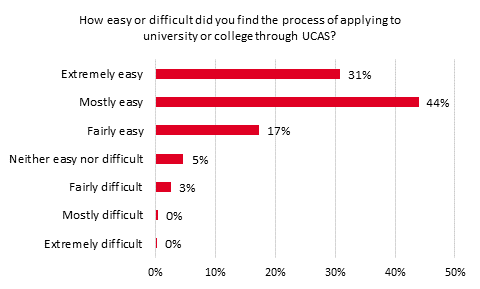 How easy or difficult did you find the process of applying to
university or college through UCAS?
Extremely easy 31%
Mostly easy 44%
Fairly easy 17%
Neither easy nor difficult 5%
Fairly difficult 3%
Mostly difficult 0%
Extremely difficult 0%
0% 10% 20% 30% 40% 50%